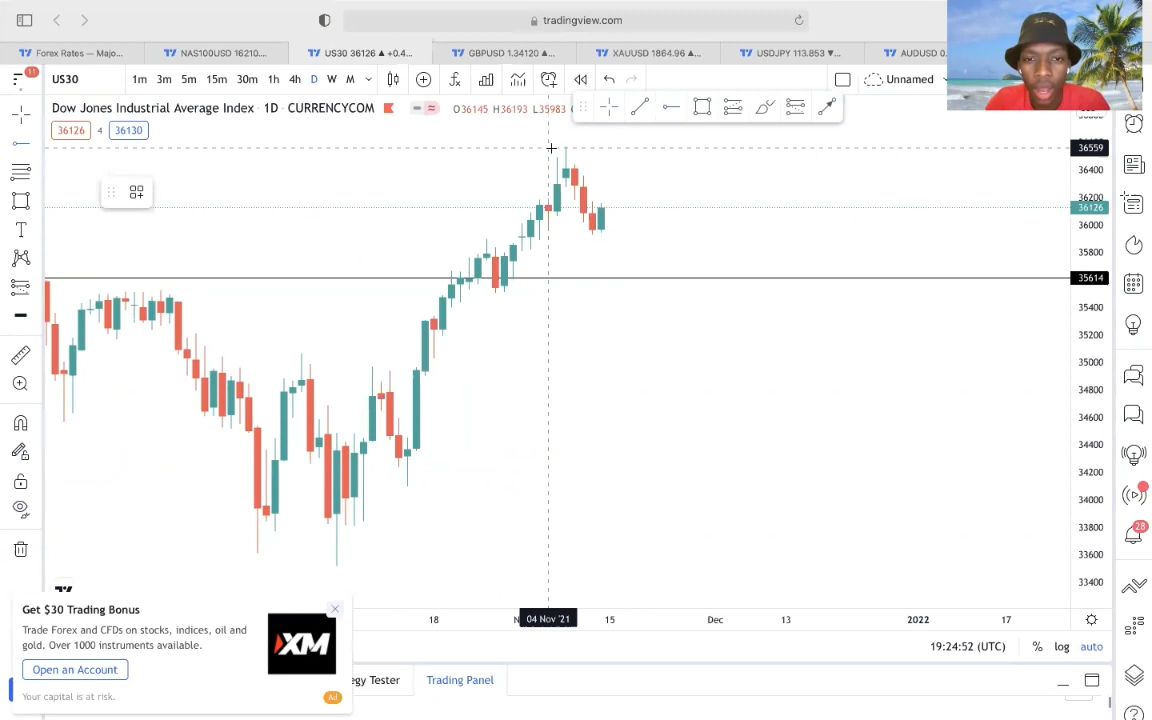 tradingview.com
Forex Rates — Majo...
NAS100USD 16210....
US30 36126 ▲ +0.4...
GBPUSD 1.34120 ▲...
XAUUSD 1864.96 ▲...
USDJPY 113.853 ▼...
AUDUSD 0.
11
US30
1m 3m 5m 15m 30m 1h 4h D W M
Unnamed
Dow Jones Industrial Average Index · 1D · CURRENCYCOM
O36145 H36193 L35983
36126 4 36130
36559
36400
36200
36126
36000
35800
35614
35400
35200
35000
34800
34600
34400
34200
34000
33800
33600
33400
28
18
04 Nov '21
15
Dec
13
2022
17
19:24:52 (UTC)
% log auto
Get $30 Trading Bonus
Trade Forex and CFDs on stocks, indices, oil and
gold. Over 1000 instruments available.
XM
Open an Account
Your capital is at risk.
Ad
egy Tester
Trading Panel